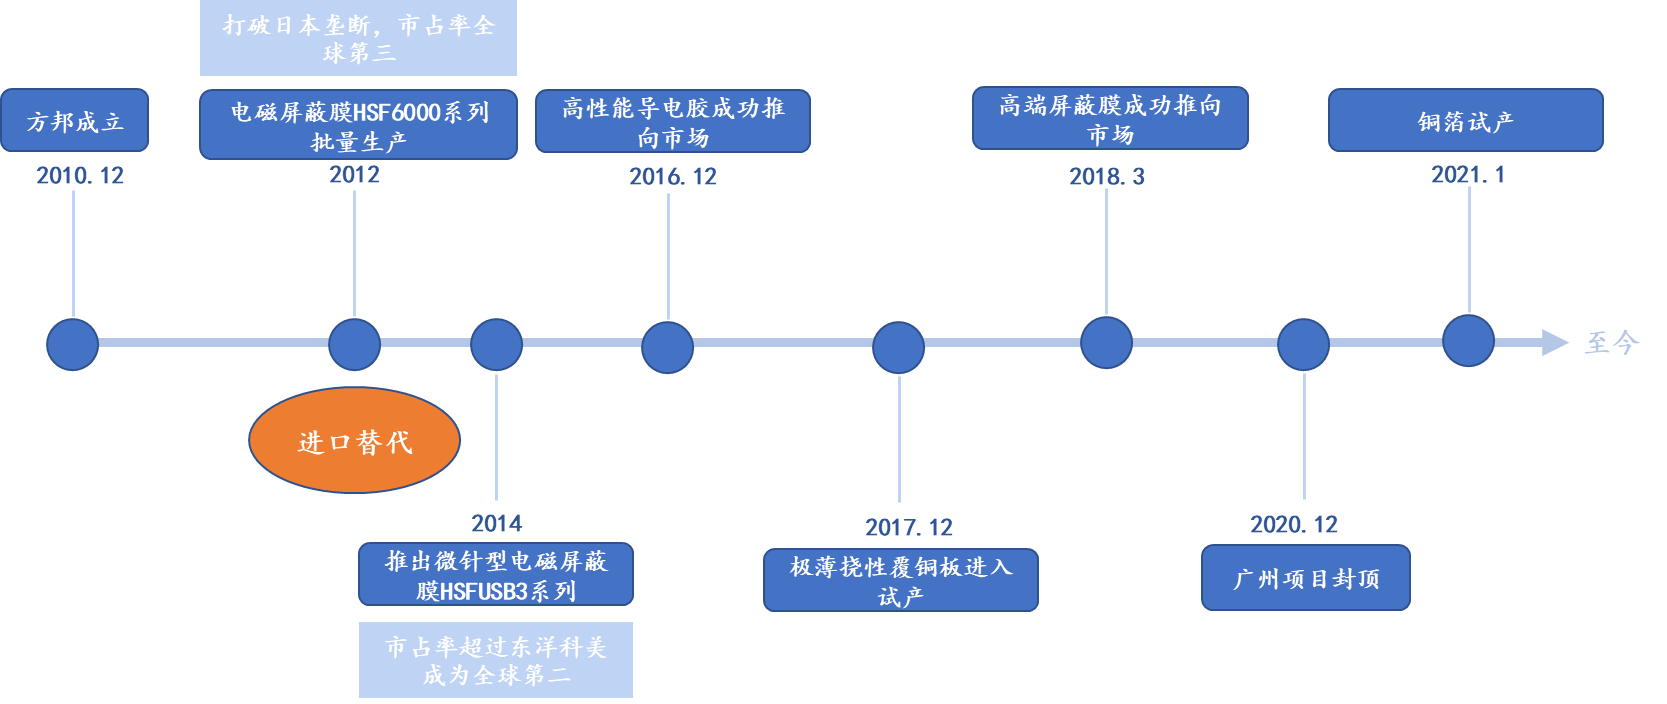 打破日本垄断，市占率全
球第三
方邦成立
2010.12
电磁屏蔽膜HSF6000系列
批量生产
2012
高性能导电胶成功推
向市场
2016.12
高端屏蔽膜成功推向
市场
2018.3
铜箔试产
2021.1
至今
进口替代
2014
推出微针型电磁屏蔽
膜HSFUSB3系列
市占率超过东洋科美
成为全球第二
2017.12
极薄挠性覆铜板进入
试产
2020.12
广州项目封顶